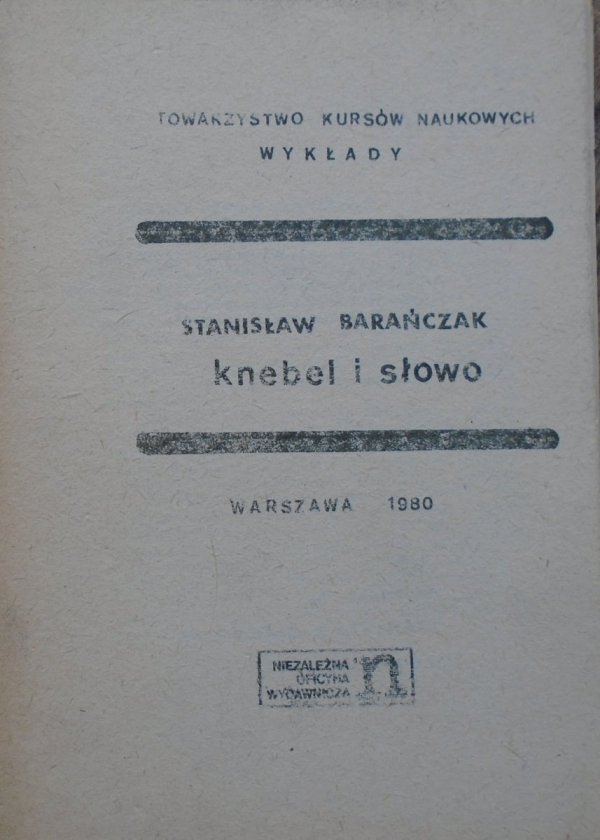 TOWARZYSTWO KURSÓW NAUKOWYCH
WYKŁADY
STANISŁAW BARAŃCZAK
knebel i słowo
WARSZAWA 1980
NIEZALEŻNA
OFICYNA
WYDAWNICZA
n